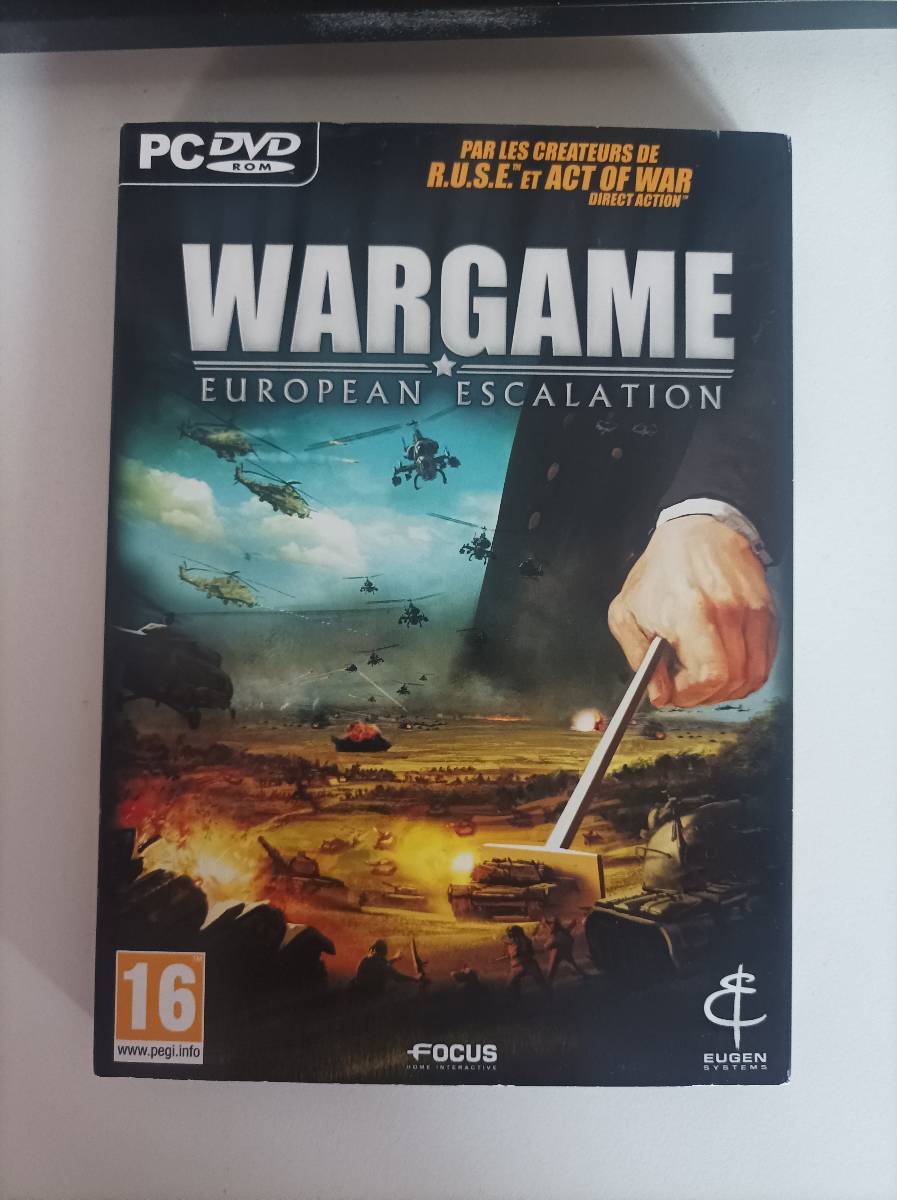 PC DVD
ROM
PAR LES CREATEURS DE
R.U.S.E.™ ET ACT OF WAR
DIRECT ACTION™
WARGAME
EUROPEAN ESCALATION
16™
www.pegi.info
FOCUS
HOME INTERACTIVE
EUGEN
SYSTEMS